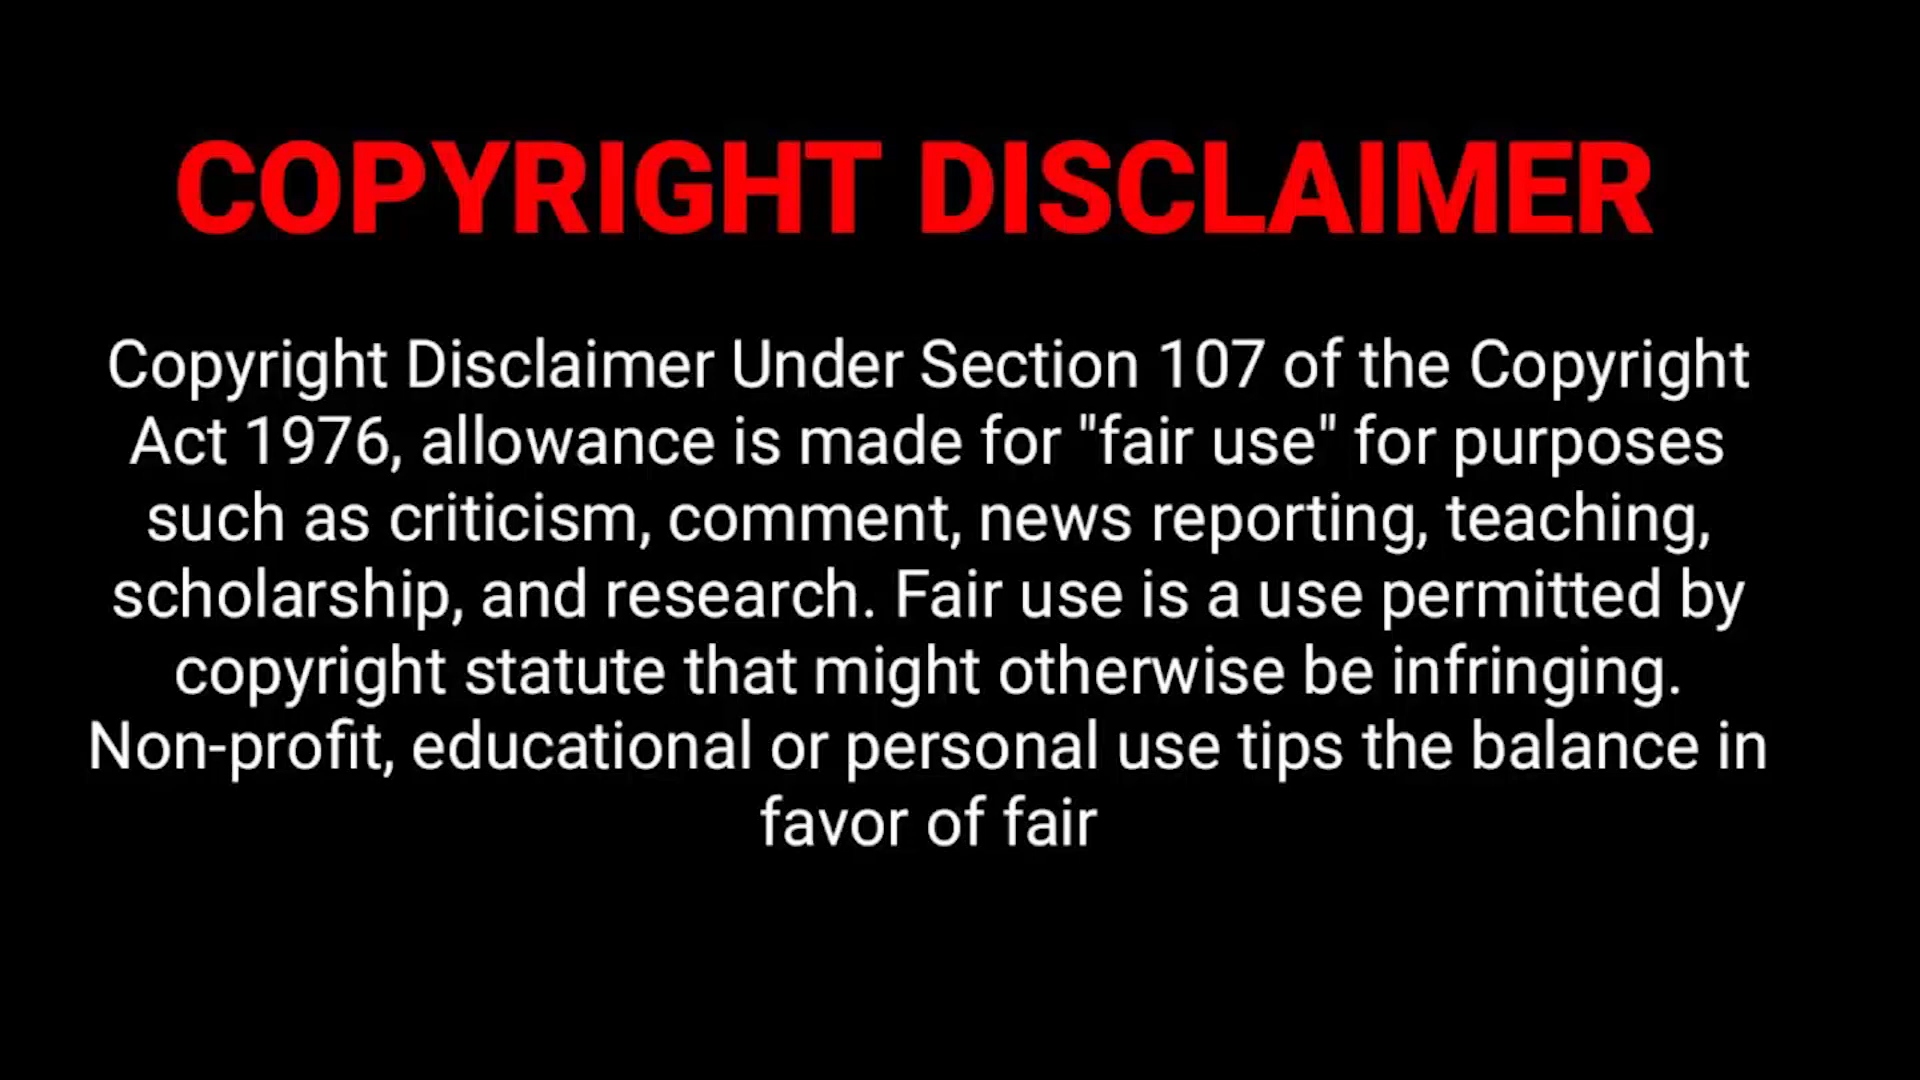 COPYRIGHT DISCLAIMER
Copyright Disclaimer Under Section 107 of the Copyright
Act 1976, allowance is made for "fair use" for purposes
such as criticism, comment, news reporting, teaching,
scholarship, and research. Fair use is a use permitted by
copyright statute that might otherwise be infringing.
Non-profit, educational or personal use tips the balance in
favor of fair